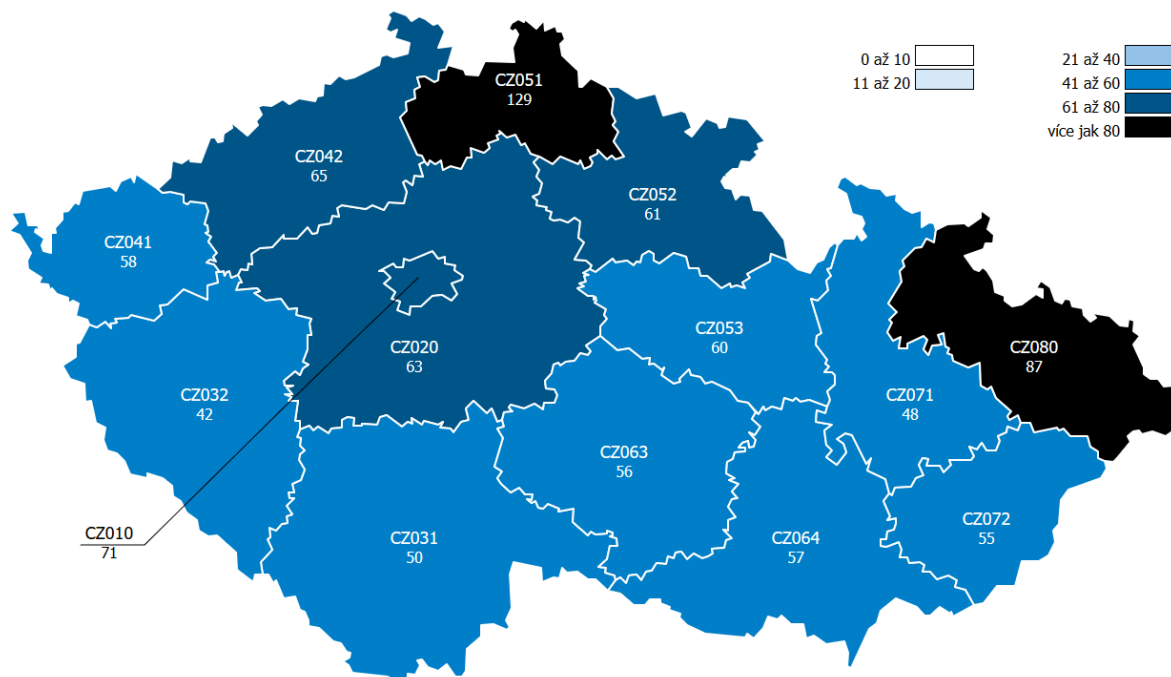 0 až 10
11 až 20
21 až 40
41 až 60
61 až 80
více jak 80
CZ051
129
CZ042
65
CZ052
61
CZ041
58
CZ053
60
CZ020
63
CZ080
87
CZ032
42
CZ071
48
CZ063
56
CZ010
71
CZ031
50
CZ064
57
CZ072
55